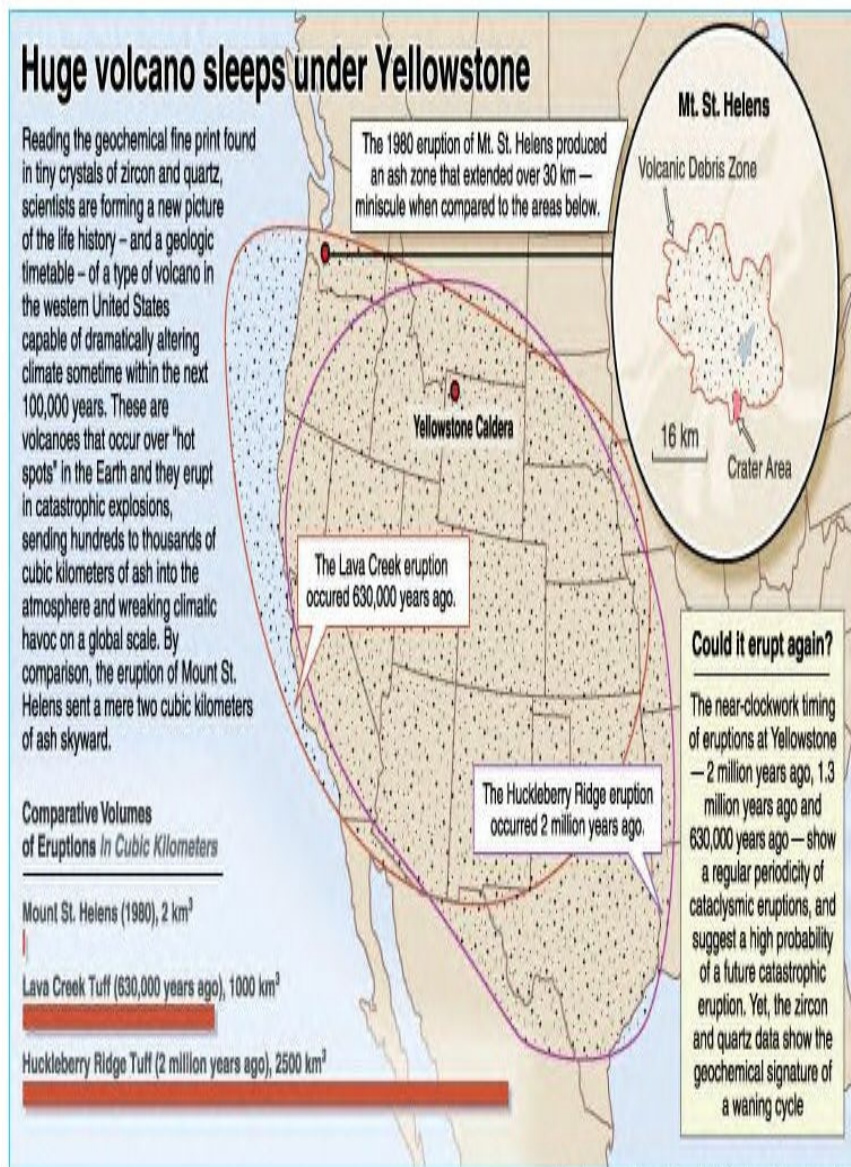 Huge volcano sleeps under Yellowstone
Reading the geochemical fine print found
in tiny crystals of zircon and quartz,
scientists are forming a new picture
of the life history – and a geologic
timetable – of a type of volcano in
the western United States
capable of dramatically altering
climate sometime within the next
100,000 years. These are
volcanoes that occur over "hot
spots" in the Earth and they erupt
in catastrophic explosions,
sending hundreds to thousands of
cubic kilometers of ash into the
atmosphere and wreaking climatic
havoc on a global scale. By
comparison, the eruption of Mount St.
Helens sent a mere two cubic kilometers
of ash skyward.
The 1980 eruption of Mt. St. Helens produced
an ash zone that extended over 30 km —
miniscule when compared to the areas below.
Mt. St. Helens
Volcanic Debris Zone
16 km
Crater Area
Yellowstone Caldera
The Lava Creek eruption
occured 630,000 years ago.
The Huckleberry Ridge eruption
occurred 2 million years ago.
Could it erupt again?
The near-clockwork timing
of eruptions at Yellowstone
— 2 million years ago, 1.3
million years ago and
630,000 years ago — show
a regular periodicity of
cataclysmic eruptions, and
suggest a high probability
of a future catastrophic
eruption. Yet, the zircon
and quartz data show the
geochemical signature of
a waning cycle
Comparative Volumes
of Eruptions In Cubic Kilometers
Mount St. Helens (1980), 2 km³
Lava Creek Tuff (630,000 years ago), 1000 km³
Huckleberry Ridge Tuff (2 million years ago), 2500 km³